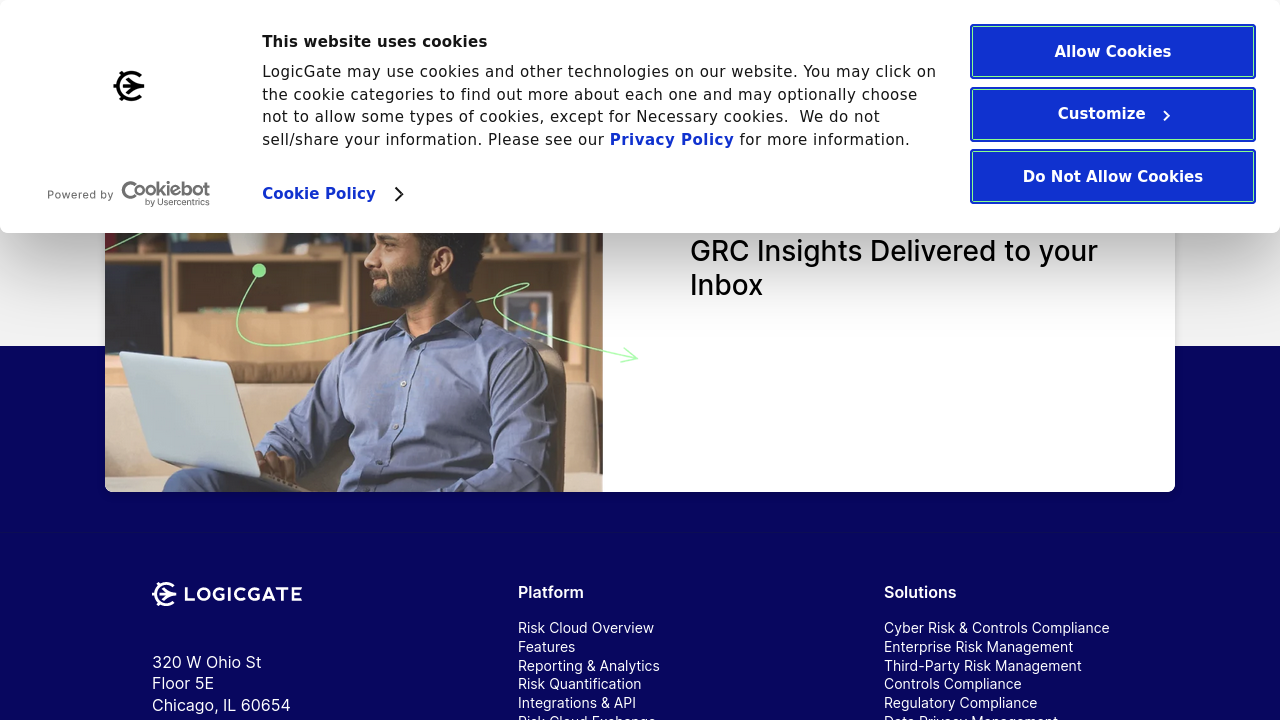 This website uses cookies
LogicGate may use cookies and other technologies on our website. You may click on
the cookie categories to find out more about each one and may optionally choose
not to allow some types of cookies, except for Necessary cookies.  We do not
sell/share your information. Please see our Privacy Policy for more information.
Cookie Policy
Powered by Cookiebot
by Usercentrics
Allow Cookies
Customize
Do Not Allow Cookies
GRC Insights Delivered to your
Inbox
LOGICGATE
320 W Ohio St
Floor 5E
Chicago, IL 60654
Platform
Risk Cloud Overview
Features
Reporting & Analytics
Risk Quantification
Integrations & API
Risk Cloud Exchange
Solutions
Cyber Risk & Controls Compliance
Enterprise Risk Management
Third-Party Risk Management
Controls Compliance
Regulatory Compliance
Data Privacy Management